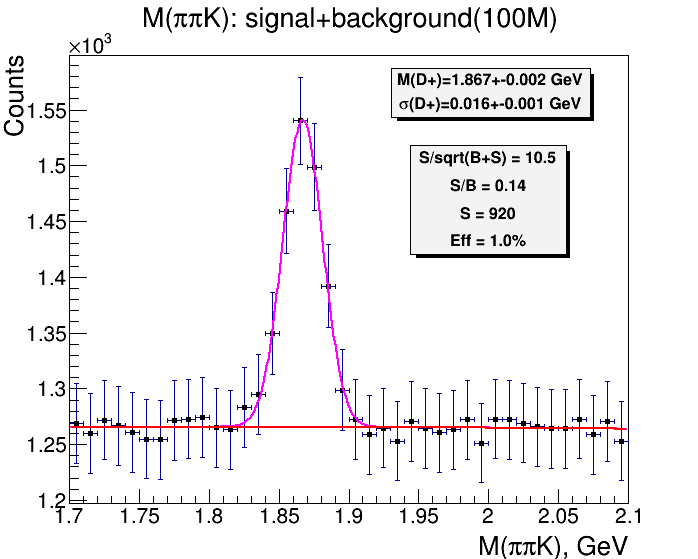 M(ππK): signal+background(100M)
×10³
Counts
M(D+)=1.867+-0.002 GeV
σ(D+)=0.016+-0.001 GeV
S/sqrt(B+S) = 10.5
S/B = 0.14
S = 920
Eff = 1.0%
1.55
1.5
1.45
1.4
1.35
1.3
1.25
1.2
1.7 1.75 1.8 1.85 1.9 1.95 2 2.05 2.1
M(ππK), GeV